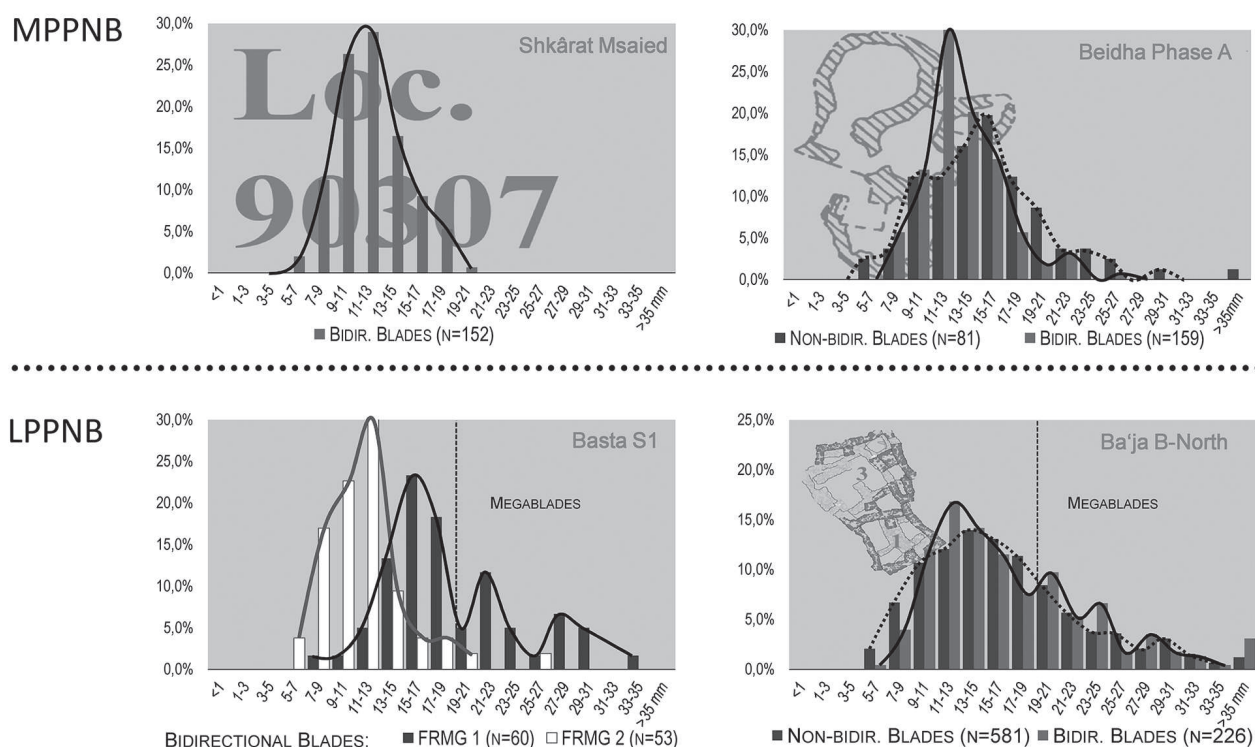 MPPNB
30,0%
25,0%
20,0%
15,0%
10,0%
5,0%
0,0%
Shkârat Msaied
Loc.
90307
<1 1-3 3-5 5-7 7-9 9-11 11-13 13-15 15-17 17-19 19-21 21-23 23-25 25-27 27-29 29-31 31-33 33-35 >35 mm
BIDIR. BLADES (N=152)
30,0%
25,0%
20,0%
15,0%
10,0%
5,0%
0,0%
Beidha Phase A
<1 1-3 3-5 5-7 7-9 9-11 11-13 13-15 15-17 17-19 19-21 21-23 23-25 25-27 27-29 29-31 31-33 33-35 >35mm
NON-BIDIR. BLADES (N=81) BIDIR. BLADES (N=159)
LPPNB
30,0%
25,0%
20,0%
15,0%
10,0%
5,0%
0,0%
Basta S1
MEGABLADES
<1 1-3 3-5 5-7 7-9 9-11 11-13 13-15 15-17 17-19 19-21 21-23 23-25 25-27 27-29 29-31 31-33 33-35 >35 mm
BIDIRECTIONAL BLADES: FRMG 1 (N=60) FRMG 2 (N=53)
25,0%
20,0%
15,0%
10,0%
5,0%
0,0%
Ba‘ja B-North
3
1
MEGABLADES
<1 1-3 3-5 5-7 7-9 9-11 11-13 13-15 15-17 17-19 19-21 21-23 23-25 25-27 27-29 29-31 31-33 33-35 >35 mm
NON-BIDIR. BLADES (N=581) BIDIR. BLADES (N=226)